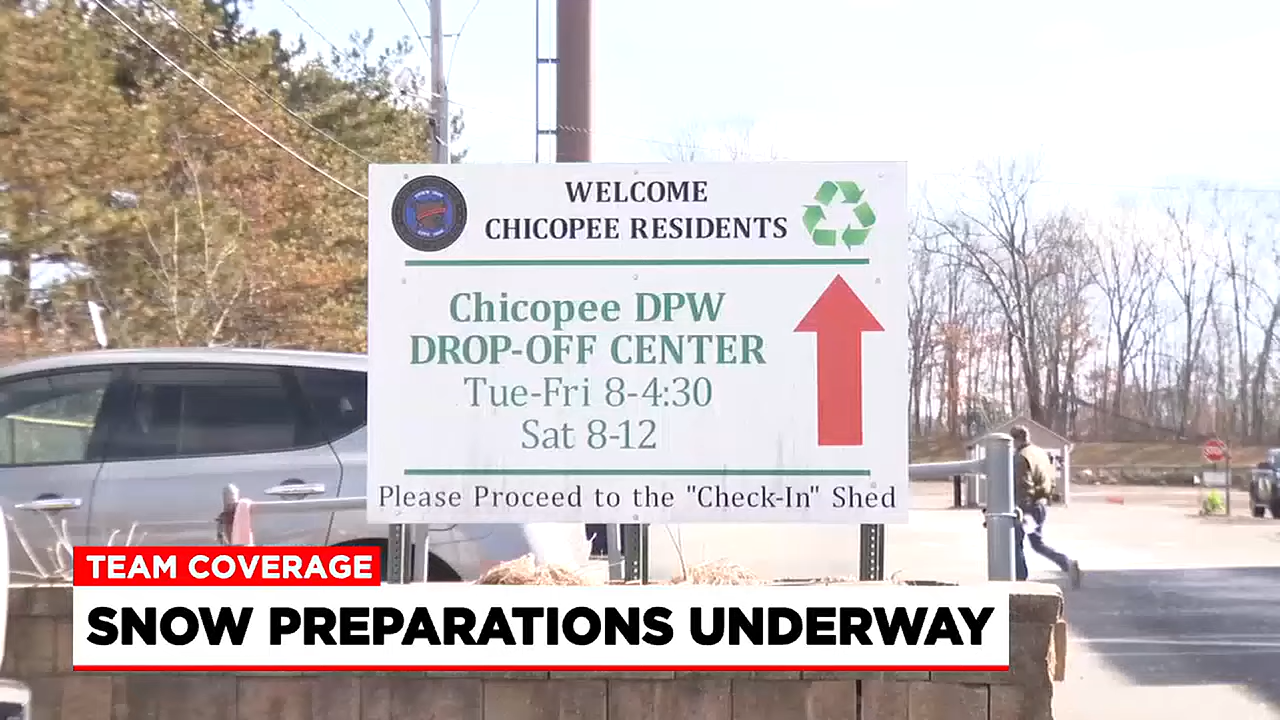 WELCOME
CHICOPEE RESIDENTS
Chicopee DPW
DROP-OFF CENTER
Tue-Fri 8-4:30
Sat 8-12
Please Proceed to the "Check-In" Shed
TEAM COVERAGE
SNOW PREPARATIONS UNDERWAY